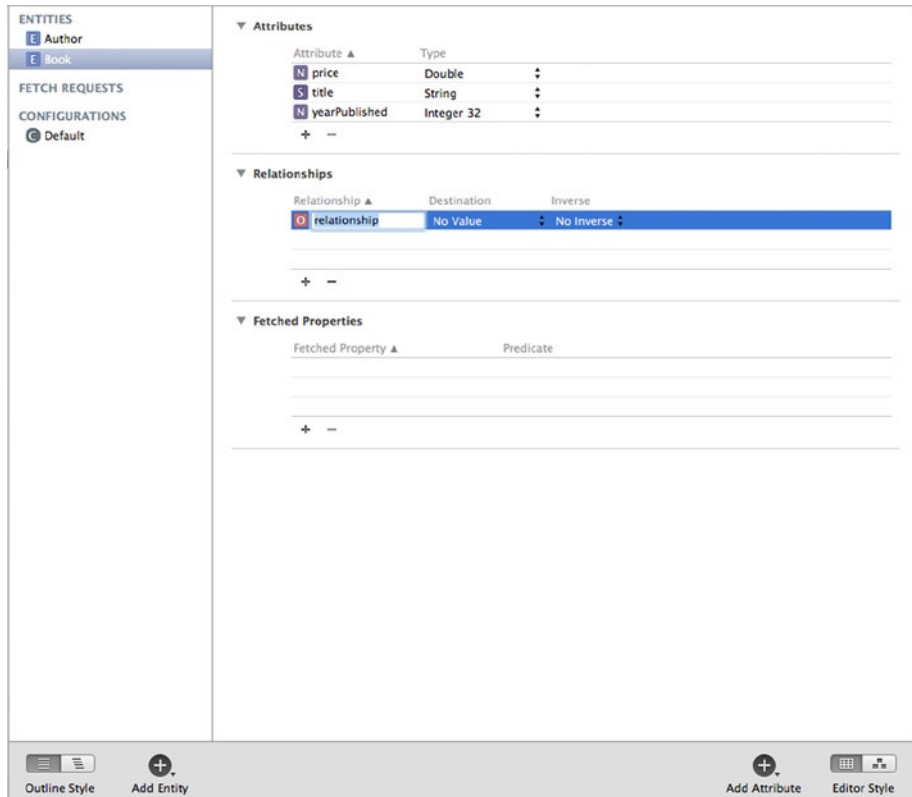 ENTITIES
E Author
E Book
FETCH REQUESTS
CONFIGURATIONS
C Default
▼ Attributes
Attribute ▲ Type
N price Double
S title String
N yearPublished Integer 32
+ −
▼ Relationships
Relationship ▲ Destination Inverse
O relationship No Value No Inverse
+ −
▼ Fetched Properties
Fetched Property ▲ Predicate
+ −
Outline Style Add Entity Add Attribute Editor Style